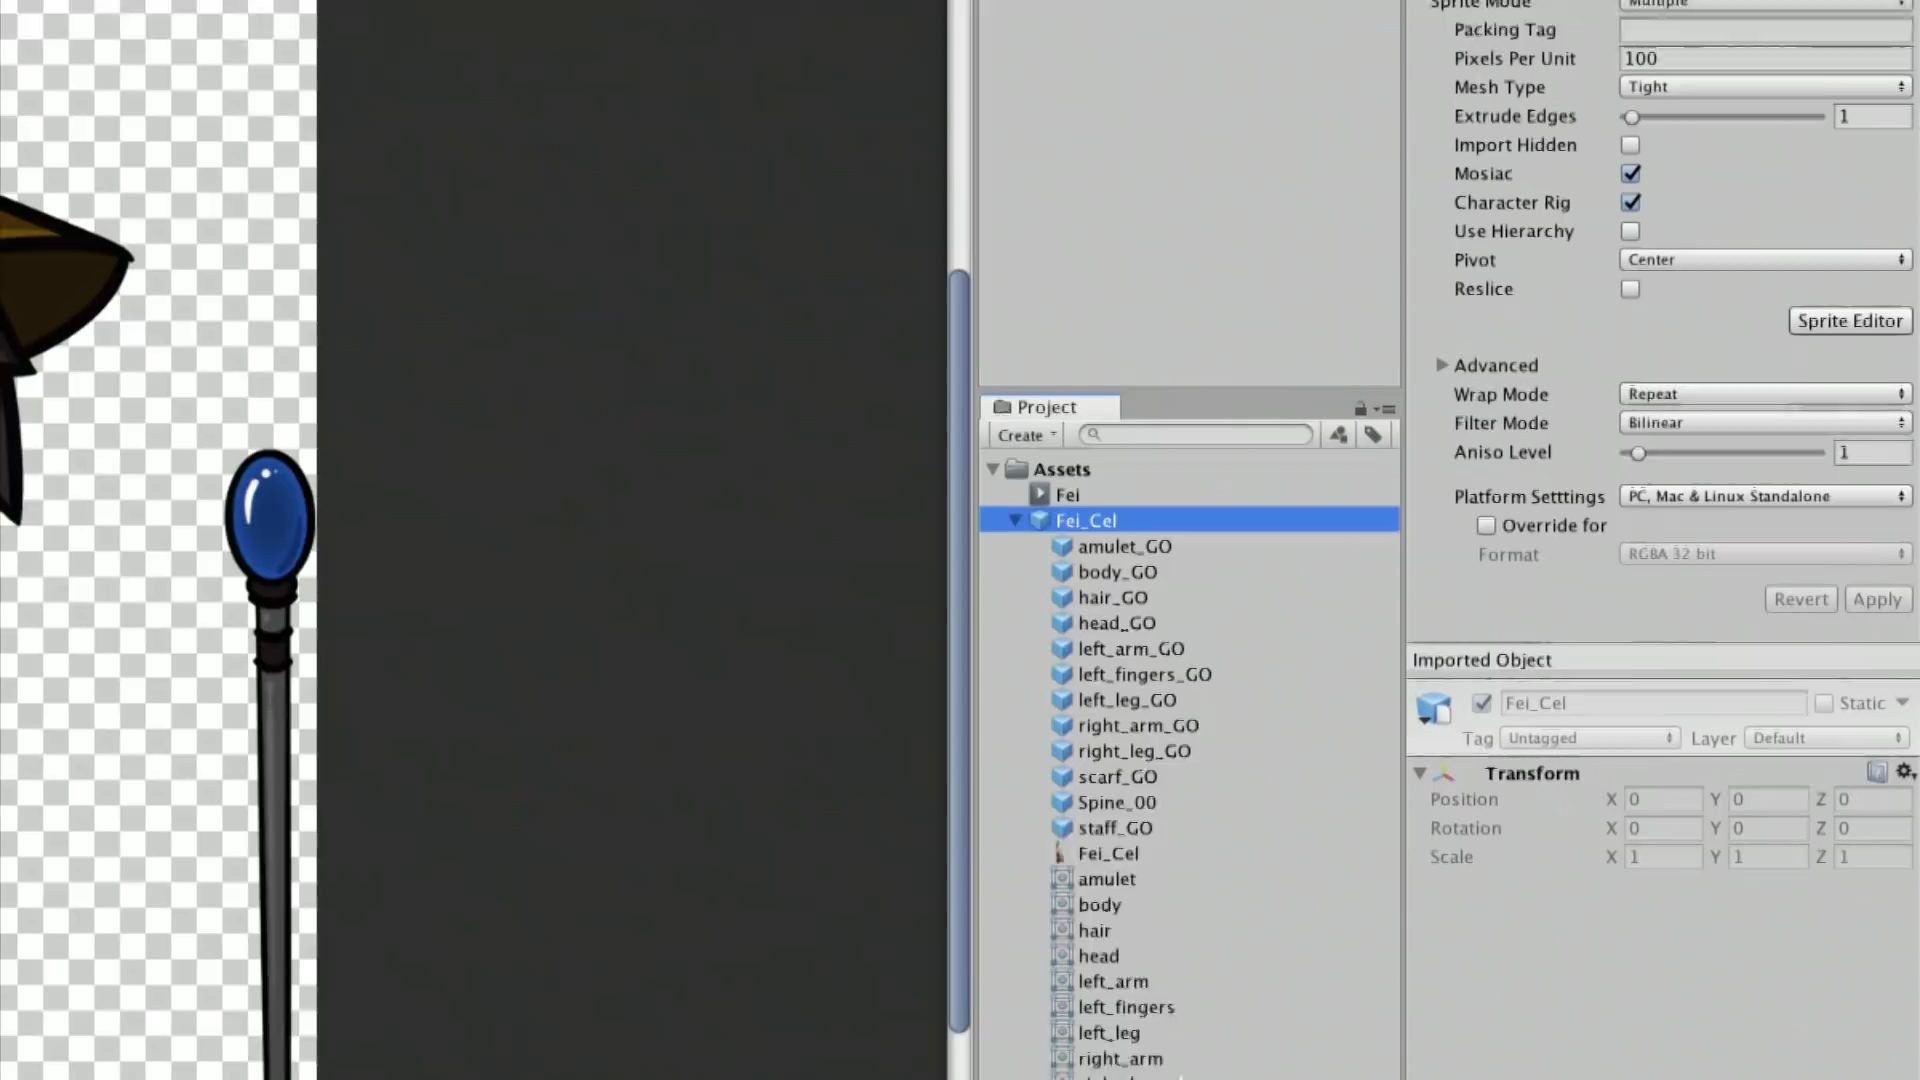 Sprite Mode Multiple
Packing Tag
Pixels Per Unit 100
Mesh Type Tight
Extrude Edges 1
Import Hidden
Mosiac
Character Rig
Use Hierarchy
Pivot Center
Reslice
Sprite Editor
Advanced
Wrap Mode Repeat
Filter Mode Bilinear
Aniso Level 1
Platform Setttings PC, Mac & Linux Standalone
Override for
Format RGBA 32 bit
Revert Apply
Imported Object
Fei_Cel Static
Tag Untagged Layer Default
Transform
Position X 0 Y 0 Z 0
Rotation X 0 Y 0 Z 0
Scale X 1 Y 1 Z 1
Project
Create
Assets
Fei
Fei_Cel
amulet_GO
body_GO
hair_GO
head_GO
left_arm_GO
left_fingers_GO
left_leg_GO
right_arm_GO
right_leg_GO
scarf_GO
Spine_00
staff_GO
Fei_Cel
amulet
body
hair
head
left_arm
left_fingers
left_leg
right_arm